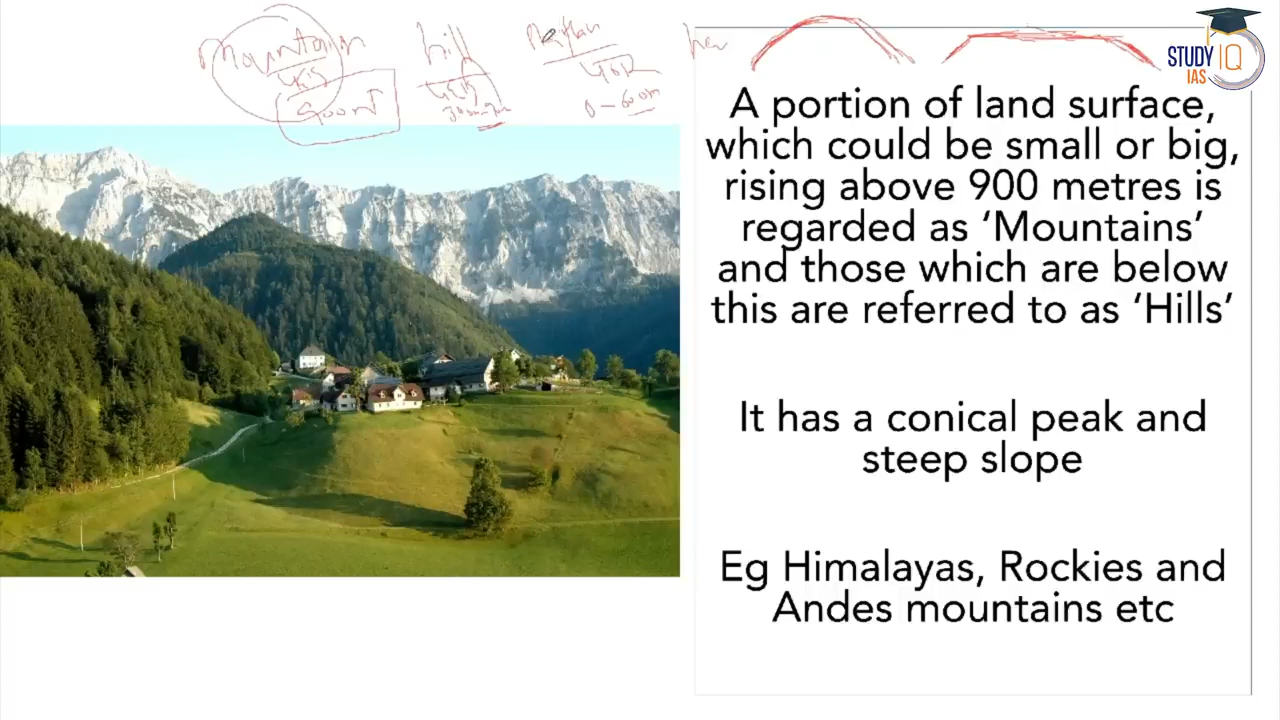 Mountain
hill
STUDY IQ
IAS
A portion of land surface,
which could be small or big,
rising above 900 metres is
regarded as ‘Mountains’
and those which are below
this are referred to as ‘Hills’
It has a conical peak and
steep slope
Eg Himalayas, Rockies and
Andes mountains etc